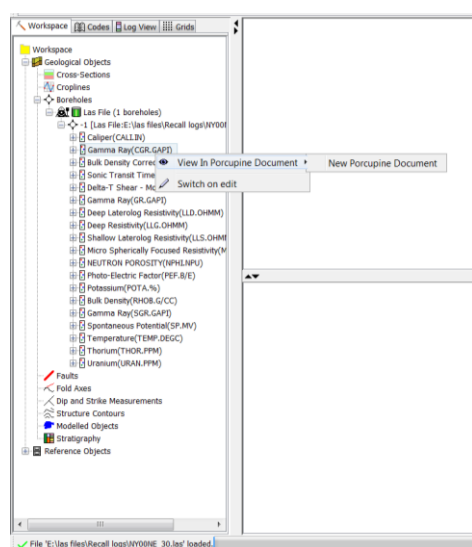 Workspace Codes Log View Grids
Workspace
Geological Objects
Cross-Sections
Croplines
Boreholes
Las File (1 boreholes)
-1 [Las File:E:\las files\Recall logs\NY00
Caliper(CALI.IN)
Gamma Ray(CGR.GAPI)
Bulk Density Correc View In Porcupine Document New Porcupine Document
Sonic Transit Time
Switch on edit
Delta-T Shear - Mc
Gamma Ray(GR.GAPI)
Deep Laterolog Resistivity(LLD.OHMM)
Deep Resistivity(LLG.OHMM)
Shallow Laterolog Resistivity(LLS.OHM
Micro Spherically Focused Resistivity(M
NEUTRON POROSITY(NPHI.NPU)
Photo-Electric Factor(PEF.B/E)
Potassium(POTA.%)
Bulk Density(RHOB.G/CC)
Gamma Ray(SGR.GAPI)
Spontaneous Potential(SP.MV)
Temperature(TEMP.DEGC)
Thorium(THOR.PPM)
Uranium(URAN.PPM)
Faults
Fold Axes
Dip and Strike Measurements
Structure Contours
Modelled Objects
Stratigraphy
Reference Objects
File 'E:\las files\Recall logs\NY00NE_30.las' loaded.